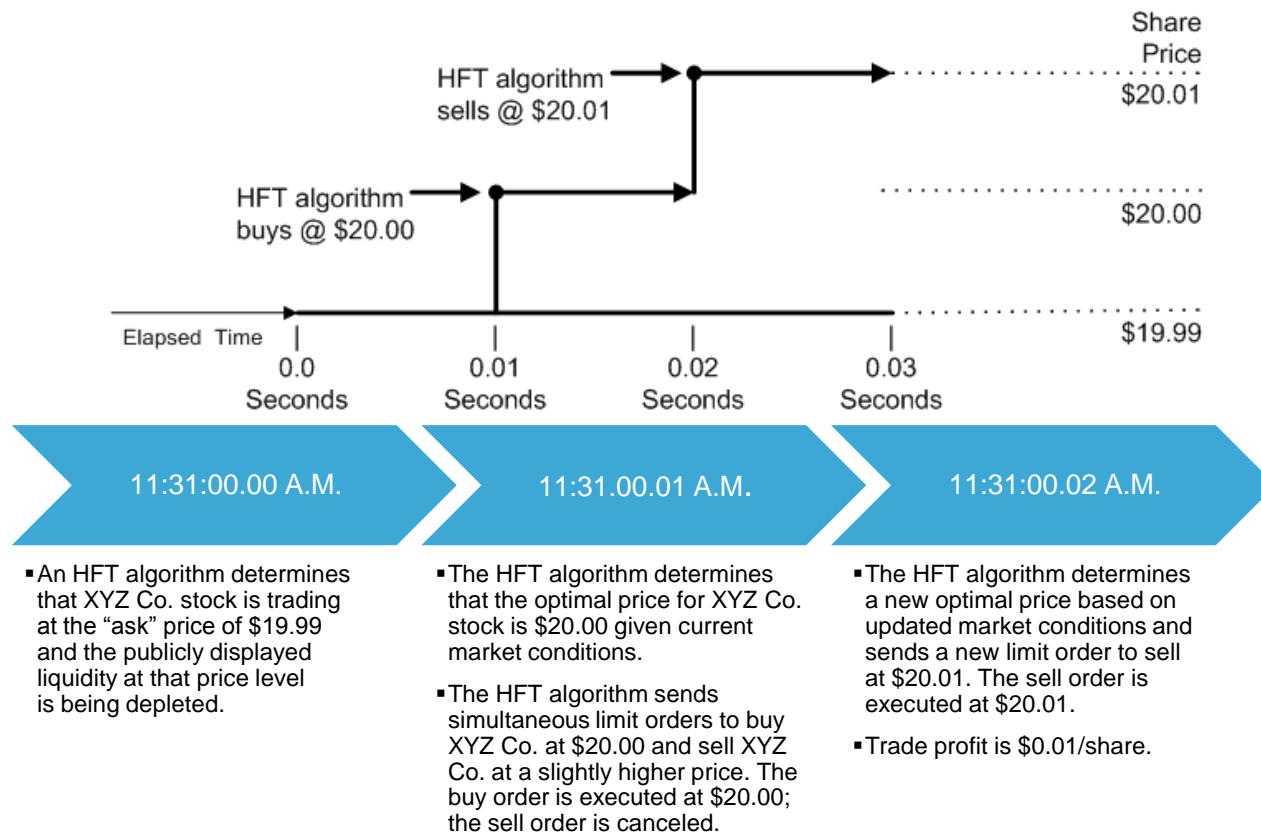 Share
Price
HFT algorithm
sells @ $20.01
$20.01
HFT algorithm
buys @ $20.00
$20.00
Elapsed Time
$19.99
0.0
Seconds
0.01
Seconds
0.02
Seconds
0.03
Seconds
11:31:00.00 A.M.
▪An HFT algorithm determines
that XYZ Co. stock is trading
at the “ask” price of $19.99
and the publicly displayed
liquidity at that price level
is being depleted.
11:31.00.01 A.M.
▪The HFT algorithm determines
that the optimal price for XYZ Co.
stock is $20.00 given current
market conditions.
▪The HFT algorithm sends
simultaneous limit orders to buy
XYZ Co. at $20.00 and sell XYZ
Co. at a slightly higher price. The
buy order is executed at $20.00;
the sell order is canceled.
11:31:00.02 A.M.
▪The HFT algorithm determines
a new optimal price based on
updated market conditions and
sends a new limit order to sell
at $20.01. The sell order is
executed at $20.01.
▪Trade profit is $0.01/share.